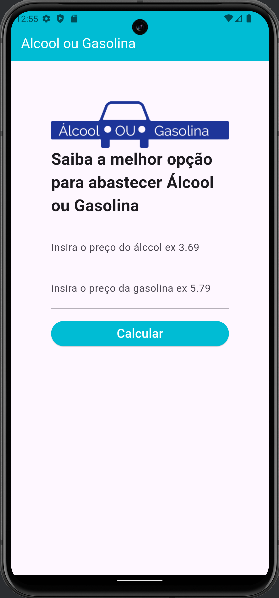 12:55
Álcool ou Gasolina
Álcool OU Gasolina
Saiba a melhor opção
para abastecer Álcool
ou Gasolina
Insira o preço do álccol ex 3.69
Insira o preço da gasolina ex 5.79
Calcular